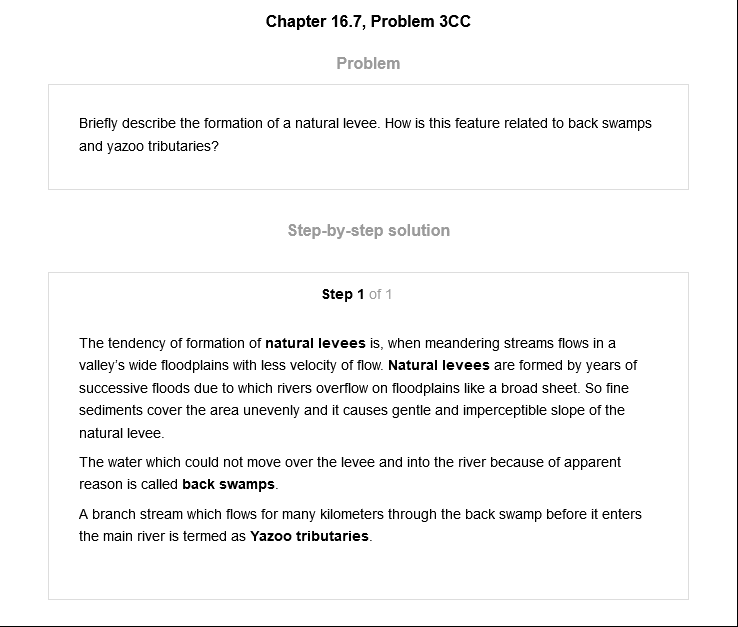 Chapter 16.7, Problem 3CC
Problem
Briefly describe the formation of a natural levee. How is this feature related to back swamps
and yazoo tributaries?
Step-by-step solution
Step 1 of 1
The tendency of formation of natural levees is, when meandering streams flows in a
valley's wide floodplains with less velocity of flow. Natural levees are formed by years of
successive floods due to which rivers overflow on floodplains like a broad sheet. So fine
sediments cover the area unevenly and it causes gentle and imperceptible slope of the
natural levee.
The water which could not move over the levee and into the river because of apparent
reason is called back swamps.
A branch stream which flows for many kilometers through the back swamp before it enters
the main river is termed as Yazoo tributaries.